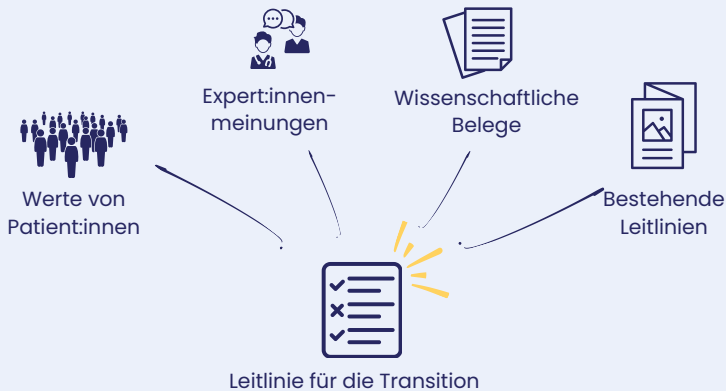 Expert:innen-
meinungen
Wissenschaftliche
Belege
Werte von
Patient:innen
Bestehende
Leitlinien
Leitlinie für die Transition